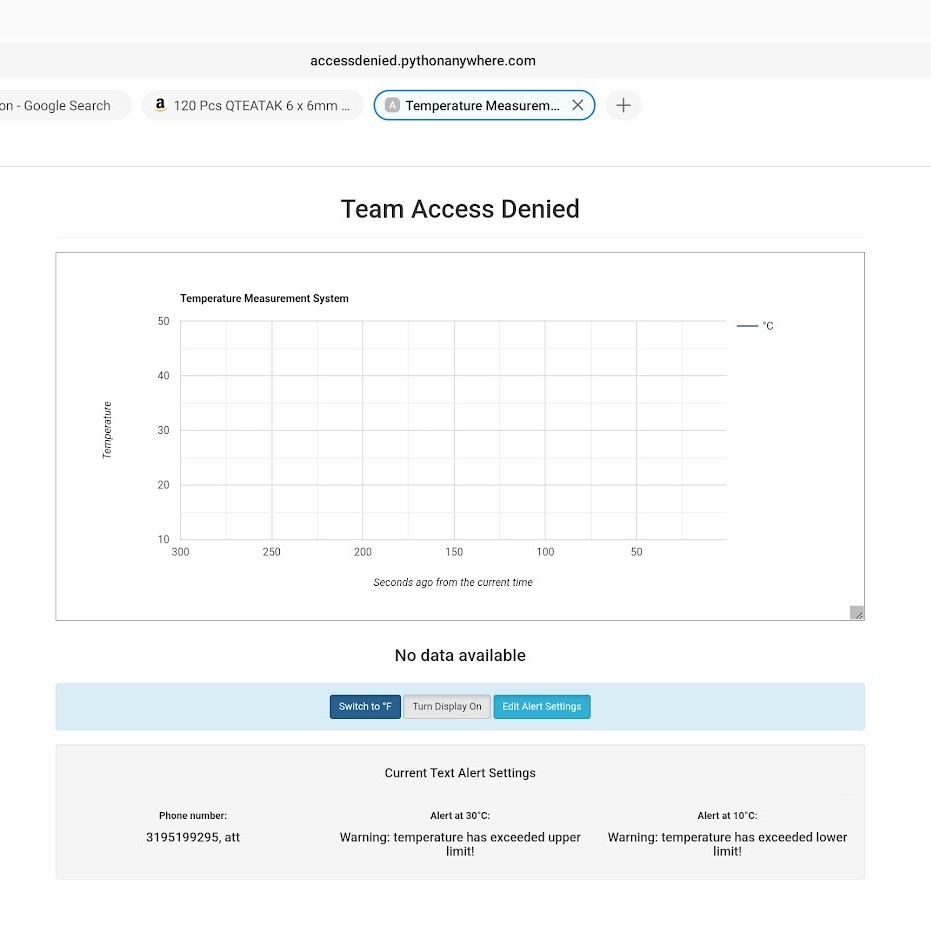 accessdenied.pythonanywhere.com
on - Google Search
a 120 Pcs QTEATAK 6 x 6mm ...
A Temperature Measurem...
Team Access Denied
Temperature Measurement System
°C
50
40
30
20
10
Temperature
300 250 200 150 100 50
Seconds ago from the current time
No data available
Switch to °F Turn Display On Edit Alert Settings
Current Text Alert Settings
Phone number:
3195199295, att
Alert at 30°C:
Warning: temperature has exceeded upper
limit!
Alert at 10°C:
Warning: temperature has exceeded lower
limit!